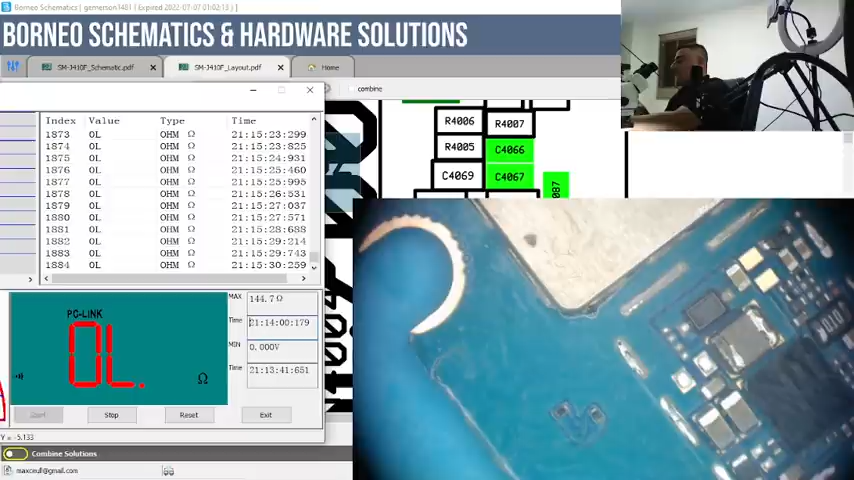 Borneo Schematics - | gemerson1481 ( Expired 2022-07-07 01:02:13 ) [
BORNEO SCHEMATICS & HARDWARE SOLUTIONS
SM-J410F_Schematic.pdf
SM-J410F_Layout.pdf
Home
combine
Index Value Type Time
1873 OL OHM Ω 21:15:23:299
1874 OL OHM Ω 21:15:23:825
1875 OL OHM Ω 21:15:24:931
1876 OL OHM Ω 21:15:25:460
1877 OL OHM Ω 21:15:25:995
1878 OL OHM Ω 21:15:26:531
1879 OL OHM Ω 21:15:27:037
1880 OL OHM Ω 21:15:27:571
1881 OL OHM Ω 21:15:28:688
1882 OL OHM Ω 21:15:29:214
1883 OL OHM Ω 21:15:29:743
1884 OL OHM Ω 21:15:30:259
R4006 R4007
R4005 C4066
C4069 C4067
PC-LINK
OL.
Ω
MAX 144.7Ω
Time 21:14:00:179
MIN 0.000V
Time 21:13:41:651
Start Stop Reset Exit
Y = -5.133
Combine Solutions